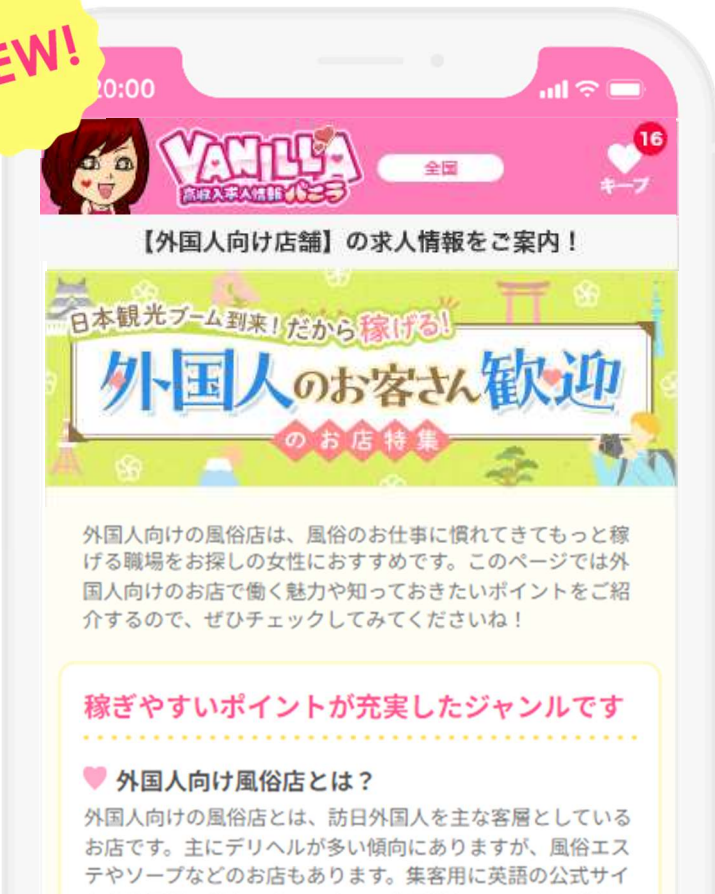 EW!
20:00
VANILLA
全国
16
高収入求人情報 バニラ
キープ
【外国人向け店舗】の求人情報をご案内！
日本観光ブーム到来！だから稼げる！
外国人のお客さん歓迎
のお店特集
外国人向けの風俗店は、風俗のお仕事に慣れてきてもっと稼
げる職場をお探しの女性におすすめです。このページでは外
国人向けのお店で働く魅力や知っておきたいポイントをご紹
介するので、ぜひチェックしてみてくださいね！
稼ぎやすいポイントが充実したジャンルです
外国人向け風俗店とは？
外国人向けの風俗店とは、訪日外国人を主な客層としている
お店です。主にデリヘルが多い傾向にありますが、風俗エス
テやソープなどのお店もあります。集客用に英語の公式サイ